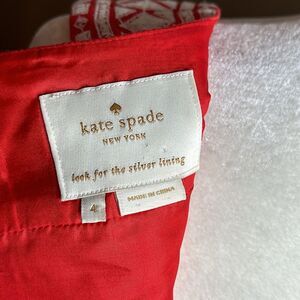 kate spade
NEW YORK
look for the silver lining
4
MADE IN CHINA